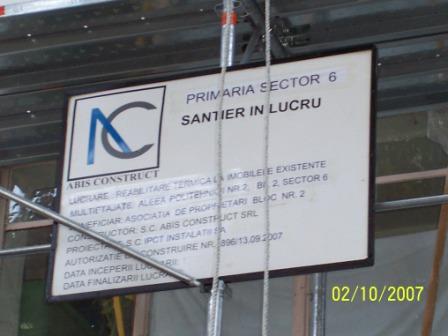 PRIMARIA SECTOR 6
SANTIER IN LUCRU
AC
ABIS CONSTRUCT
LUCRARE: REABILITARE TERMICA LA IMOBILELE EXISTENTE
MULTIETAJATE: ALEEA POLITEHNICII NR.2, BL. 2, SECTOR 6
BENEFICIAR: ASOCIATIA DE PROPRIETARI BLOC NR. 2
CONSTRUCTOR: S.C. ABIS CONSTRUCT SRL
PROIECTANT: S.C. IPCT INSTALATII SA
AUTORIZATIE DE CONSTRUIRE NR. 896/13.09.2007
DATA INCEPERII LUCRARII:
DATA FINALIZARII
02/10/2007